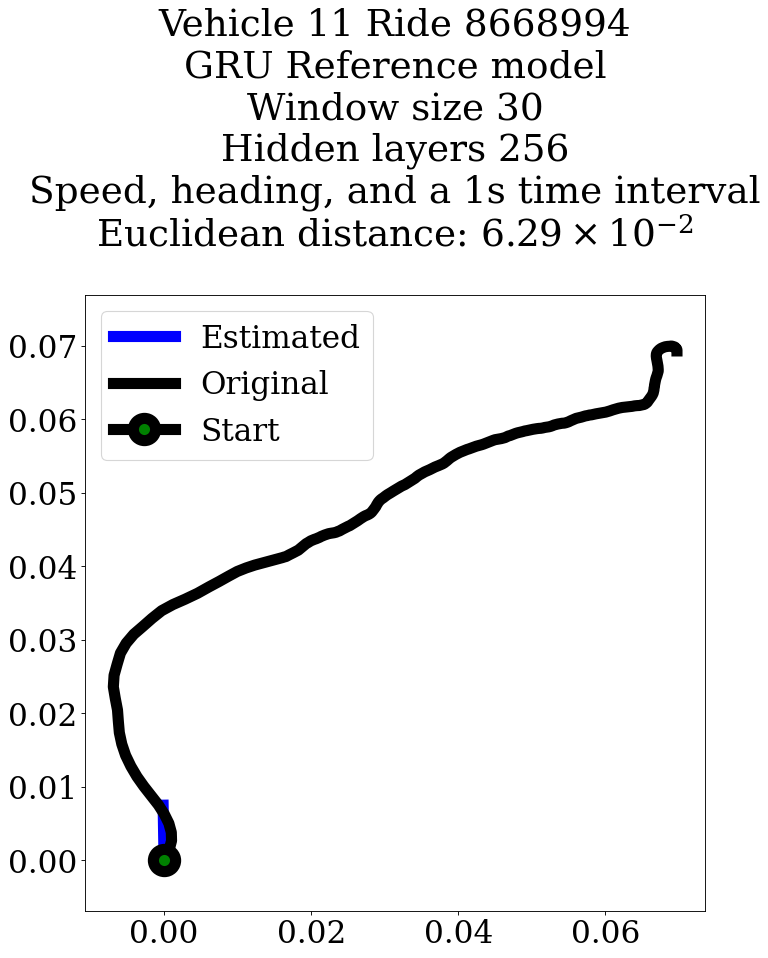 Vehicle 11 Ride 8668994
GRU Reference model
Window size 30
Hidden layers 256
Speed, heading, and a 1s time interval
Euclidean distance: 6.29 × 10⁻²
Estimated
Original
Start
0.07
0.06
0.05
0.04
0.03
0.02
0.01
0.00
0.00 0.02 0.04 0.06